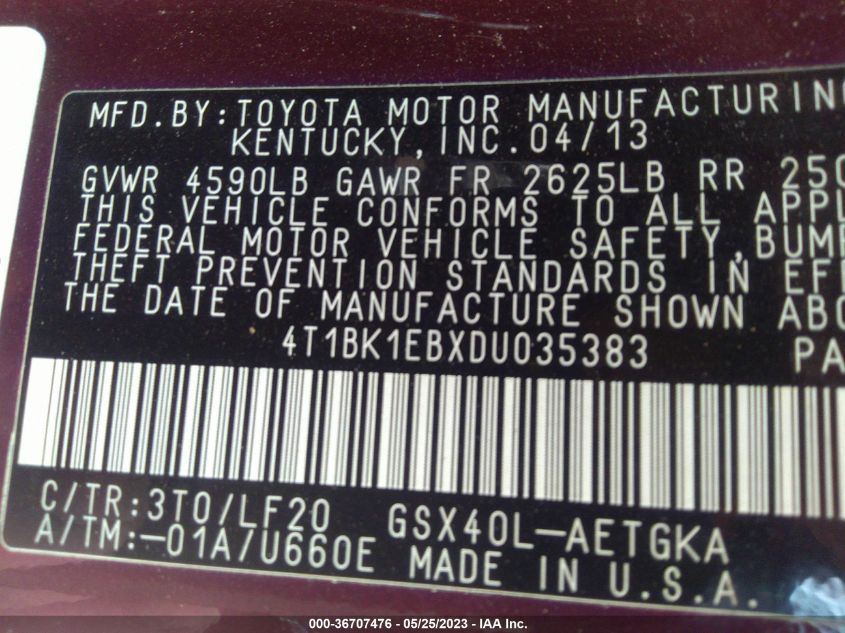 MFD.BY:TOYOTA MOTOR MANUFACTURING
KENTUCKY, INC. 04/13
GVWR 4590LB GAWR FR 2625LB RR
THIS VEHICLE CONFORMS TO ALL
FEDERAL MOTOR VEHICLE SAFETY,
THEFT PREVENTION STANDARDS IN
THE DATE OF MANUFACTURE SHOWN
4T1BK1EBXDU035383
C/TR:3T0/LF20 GSX40L-AETGKA
A/TM:-01A/U660E MADE IN U.S.A.
000-36707476 - 05/25/2023 - IAA Inc.